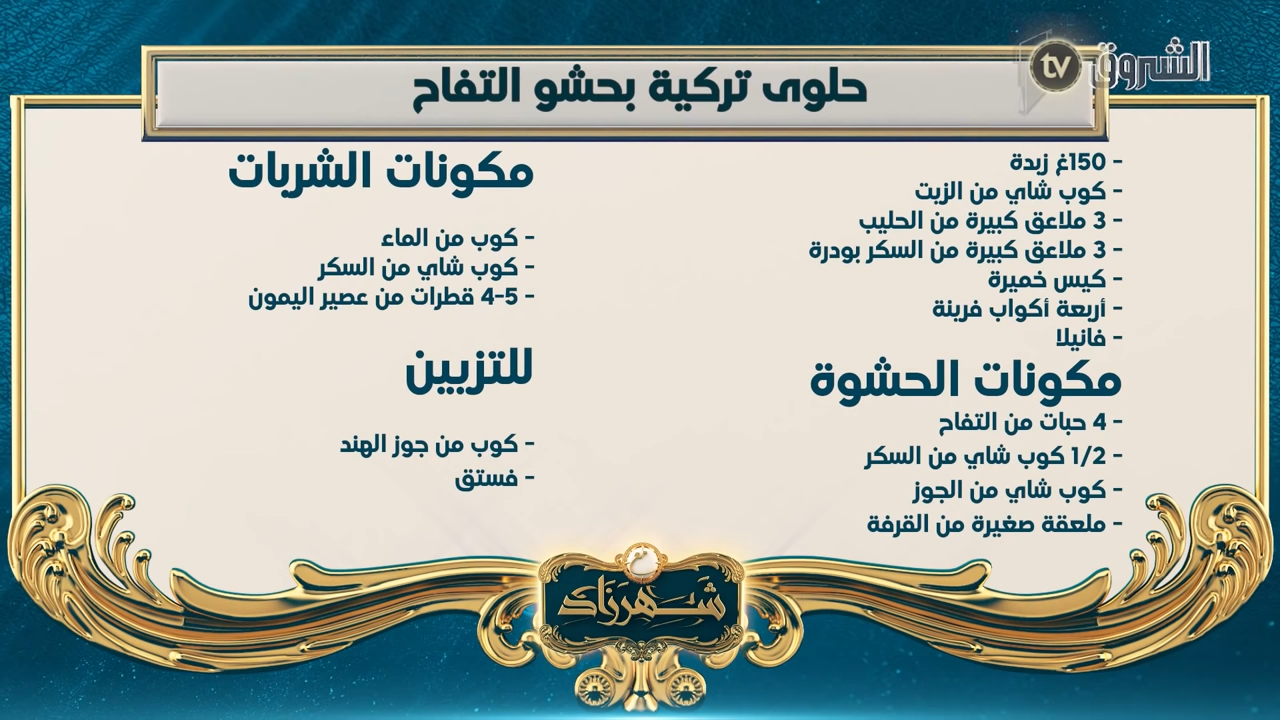 الشروق tv
حلوى تركية بحشو التفاح
- 150غ زبدة
- كوب شاي من الزيت
- 3 ملاعق كبيرة من الحليب
- 3 ملاعق كبيرة من السكر بودرة
- كيس خميرة
- أربعة أكواب فرينة
- فانيلا
مكونات الحشوة
- 4 حبات من التفاح
- 1/2 كوب شاي من السكر
- كوب شاي من الجوز
- ملعقة صغيرة من القرفة
مكونات الشربات
- كوب من الماء
- كوب شاي من السكر
- 4-5 قطرات من عصير اليمون
للتزيين
- كوب من جوز الهند
- فستق